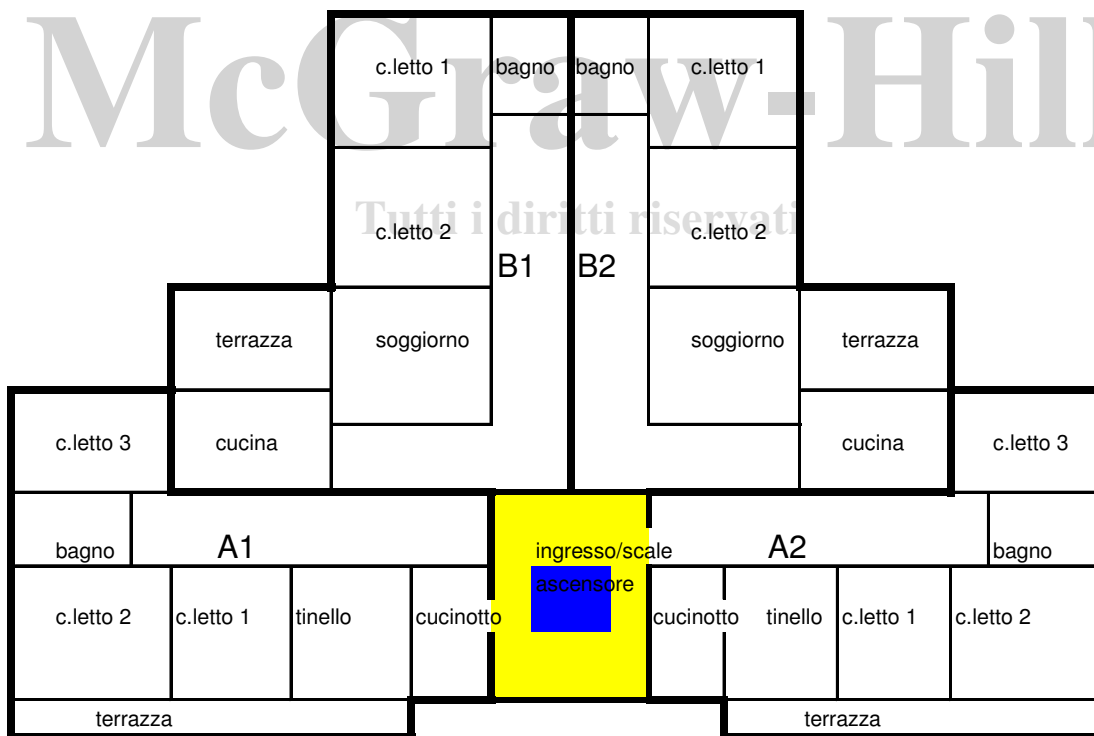 McGraw-Hill
c.letto 1 bagno bagno c.letto 1
Tutti i diritti riservati
c.letto 2 c.letto 2
B1 B2
terrazza soggiorno soggiorno terrazza
c.letto 3 cucina cucina c.letto 3
bagno A1 ingresso/scale A2 bagno
ascensore
c.letto 2 c.letto 1 tinello cucinotto cucinotto tinello c.letto 1 c.letto 2
terrazza terrazza